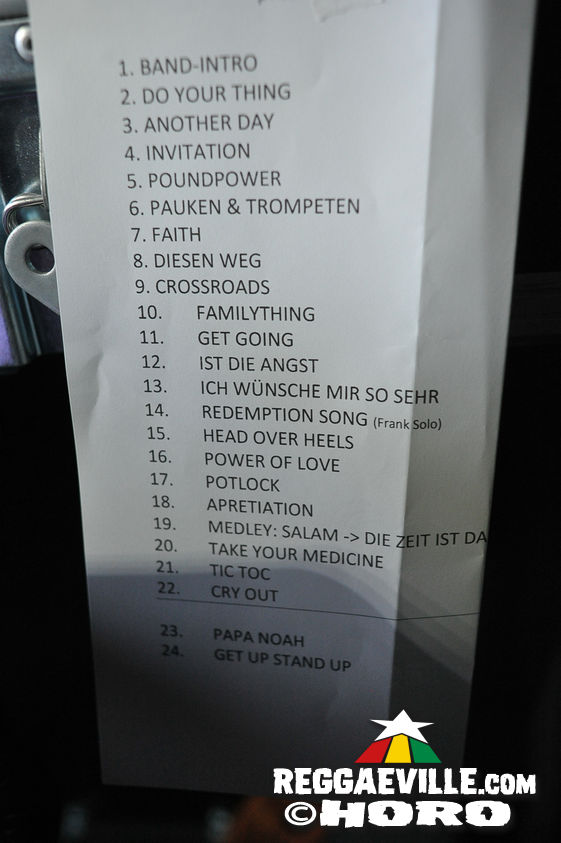 1. BAND-INTRO
2. DO YOUR THING
3. ANOTHER DAY
4. INVITATION
5. POUNDPOWER
6. PAUKEN & TROMPETEN
7. FAITH
8. DIESEN WEG
9. CROSSROADS
10. FAMILYTHING
11. GET GOING
12. IST DIE ANGST
13. ICH WÜNSCHE MIR SO SEHR
14. REDEMPTION SONG (Frank Solo)
15. HEAD OVER HEELS
16. POWER OF LOVE
17. POTLOCK
18. APRETIATION
19. MEDLEY: SALAM -> DIE ZEIT IST DA
20. TAKE YOUR MEDICINE
21. TIC TOC
22. CRY OUT
23. PAPA NOAH
24. GET UP STAND UP
REGGAEVILLE.com
©HORO